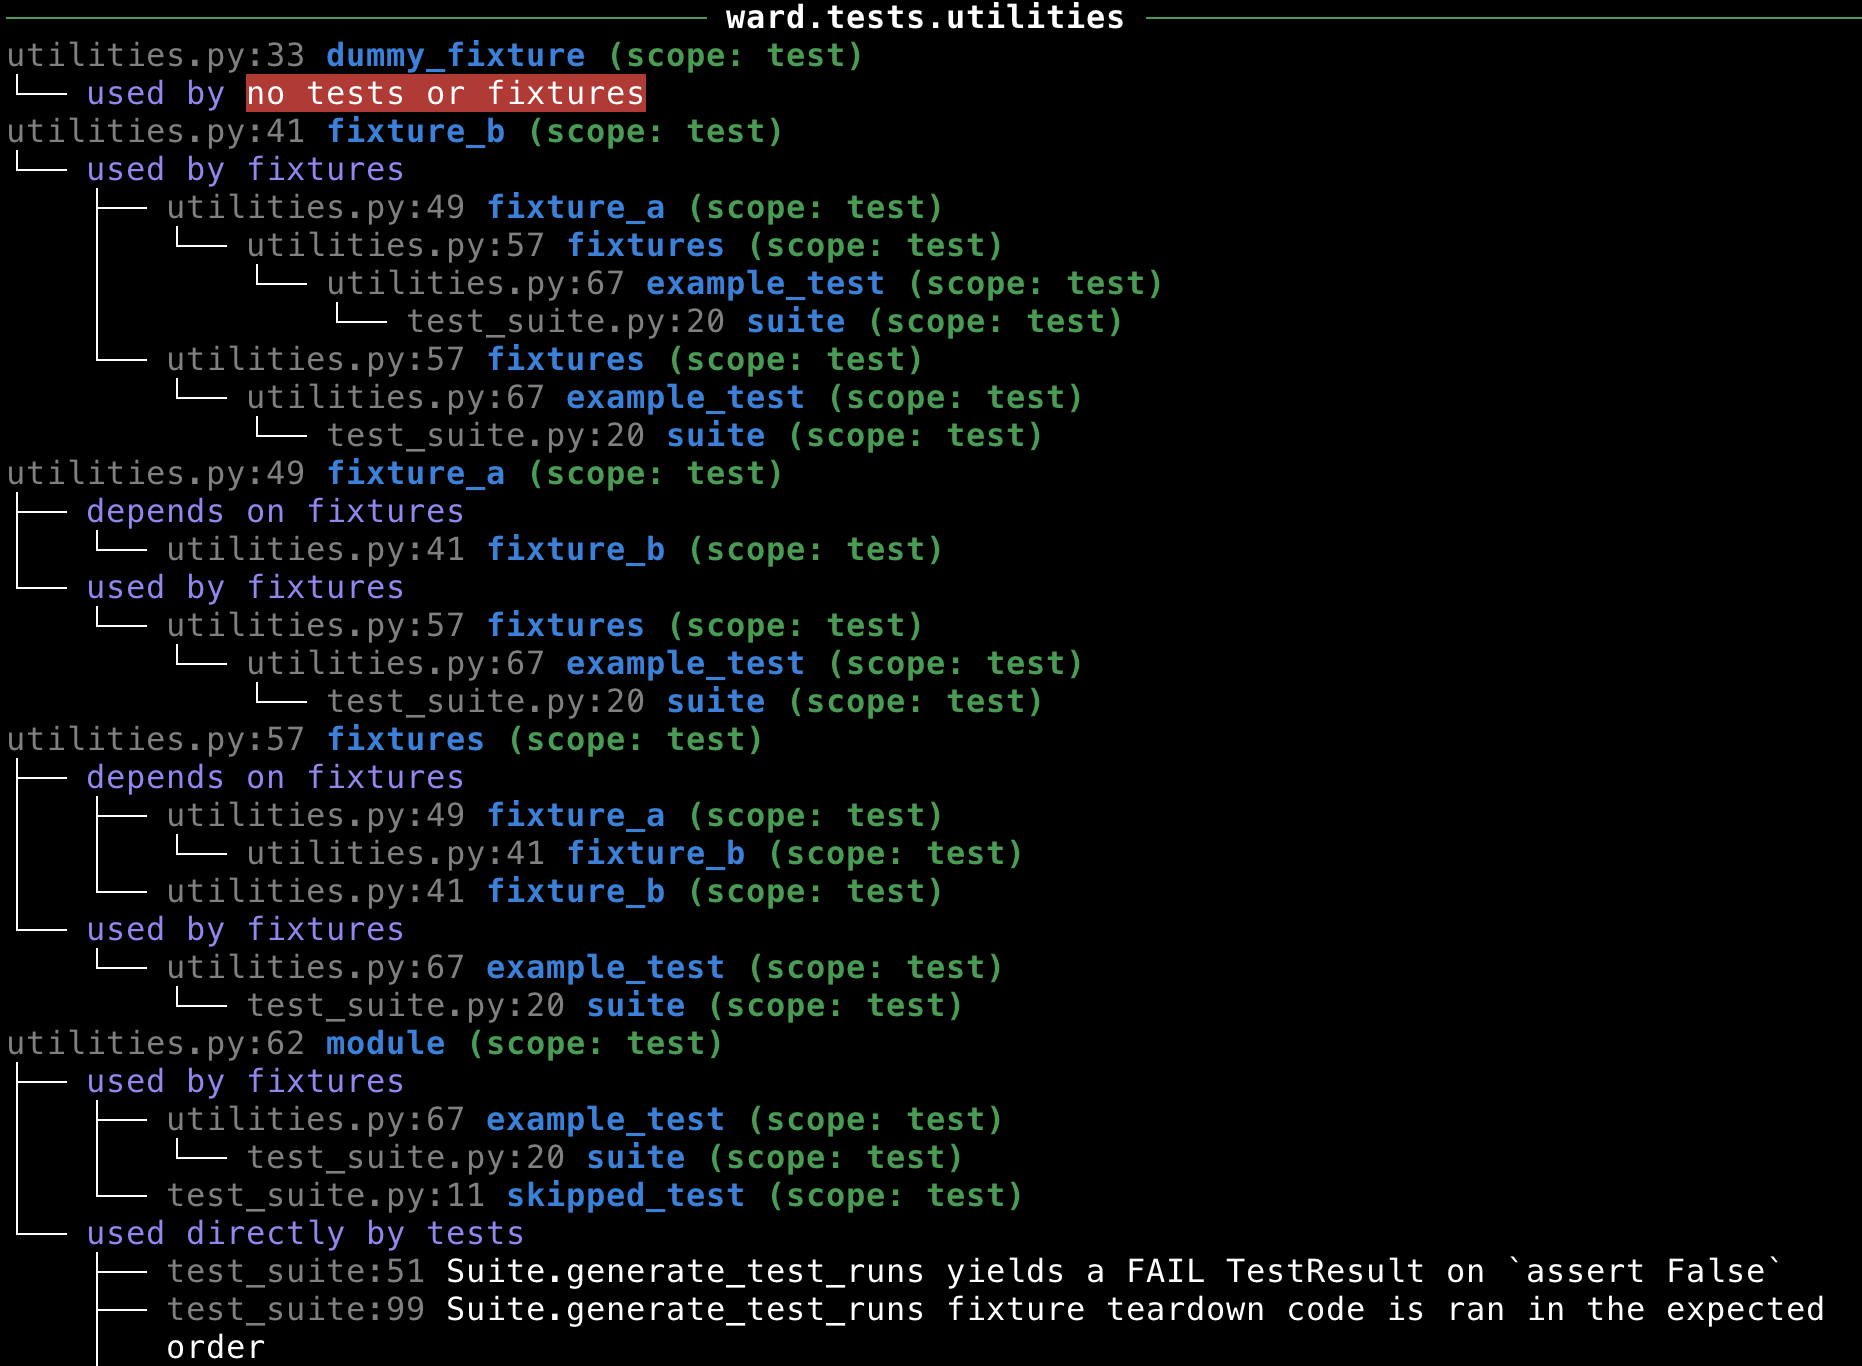 ward.tests.utilities
utilities.py:33 dummy_fixture (scope: test)
used by no tests or fixtures
utilities.py:41 fixture_b (scope: test)
used by fixtures
utilities.py:49 fixture_a (scope: test)
utilities.py:57 fixtures (scope: test)
utilities.py:67 example_test (scope: test)
test_suite.py:20 suite (scope: test)
utilities.py:57 fixtures (scope: test)
utilities.py:67 example_test (scope: test)
test_suite.py:20 suite (scope: test)
utilities.py:49 fixture_a (scope: test)
depends on fixtures
utilities.py:41 fixture_b (scope: test)
used by fixtures
utilities.py:57 fixtures (scope: test)
utilities.py:67 example_test (scope: test)
test_suite.py:20 suite (scope: test)
utilities.py:57 fixtures (scope: test)
depends on fixtures
utilities.py:49 fixture_a (scope: test)
utilities.py:41 fixture_b (scope: test)
utilities.py:41 fixture_b (scope: test)
used by fixtures
utilities.py:67 example_test (scope: test)
test_suite.py:20 suite (scope: test)
utilities.py:62 module (scope: test)
used by fixtures
utilities.py:67 example_test (scope: test)
test_suite.py:20 suite (scope: test)
test_suite.py:11 skipped_test (scope: test)
used directly by tests
test_suite:51 Suite.generate_test_runs yields a FAIL TestResult on `assert False`
test_suite:99 Suite.generate_test_runs fixture teardown code is ran in the expected
order